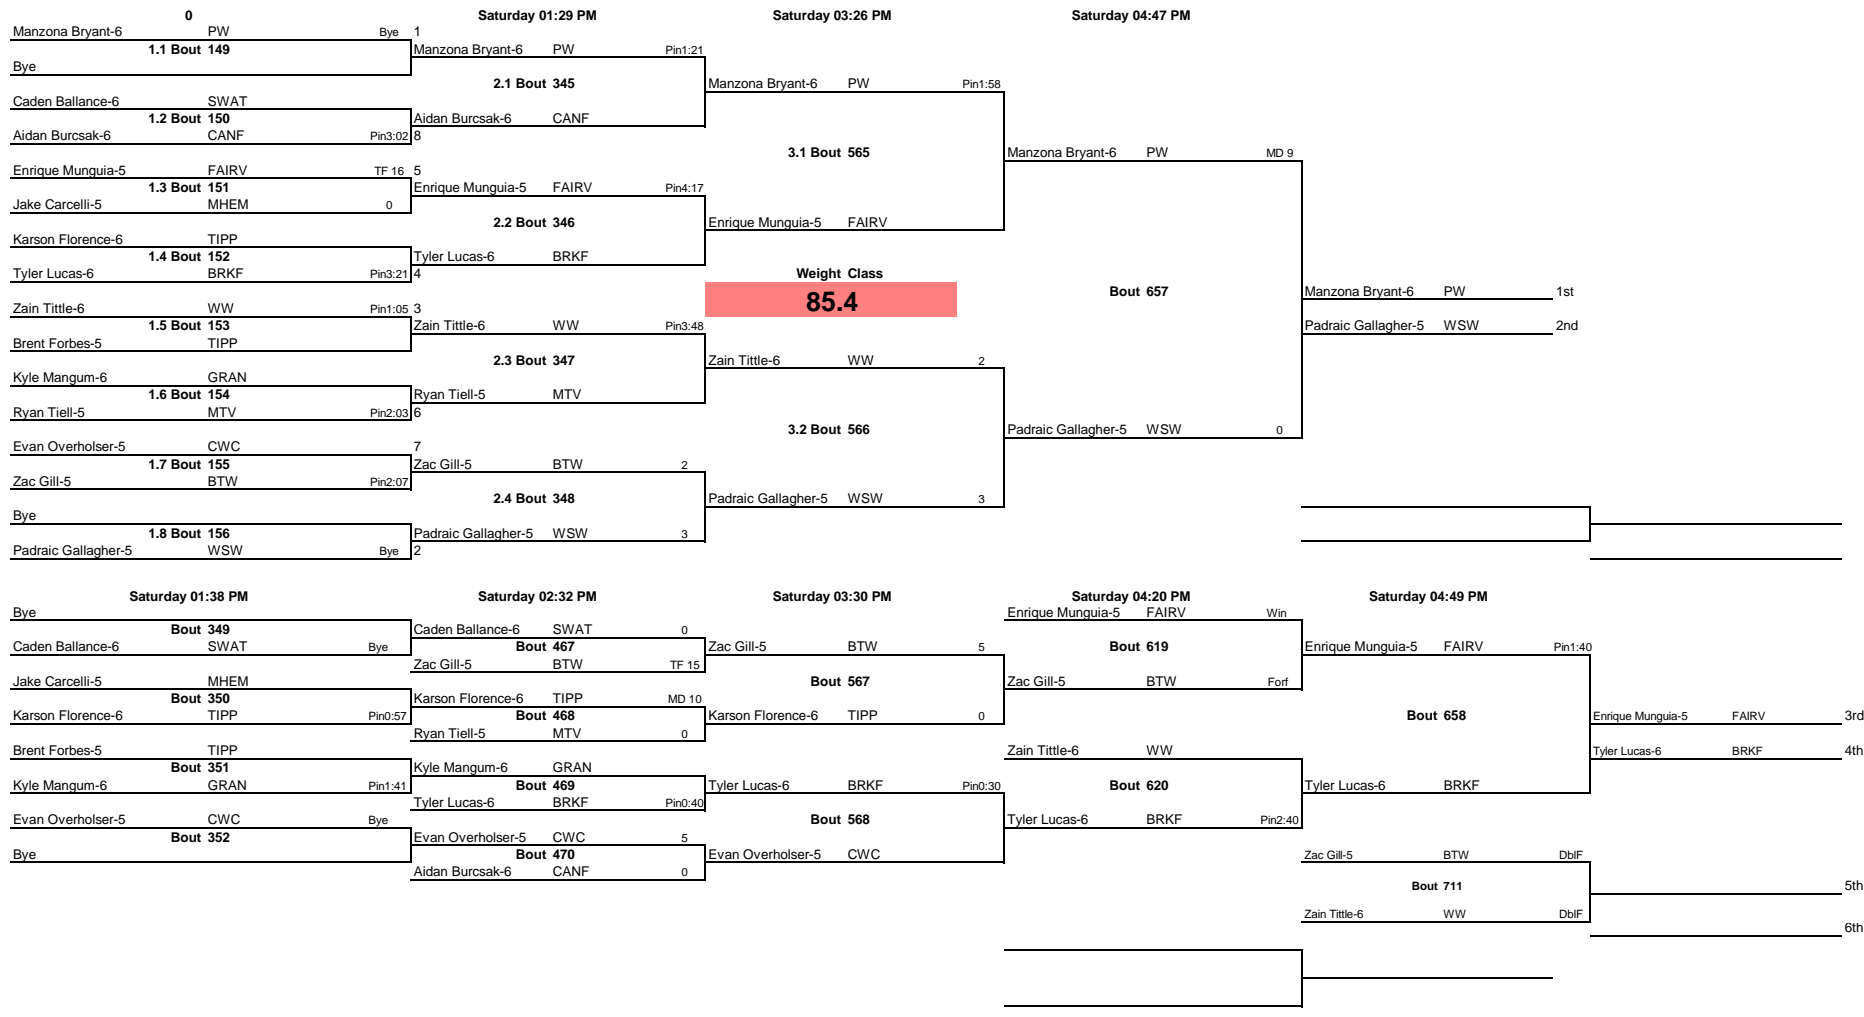 0 Saturday 01:29 PM Saturday 03:26 PM Saturday 04:47 PM
Manzona Bryant-6 PW Bye 1
1.1 Bout 149 Manzona Bryant-6 PW Pin1:21
Bye
2.1 Bout 345 Manzona Bryant-6 PW Pin1:58
Caden Ballance-6 SWAT
1.2 Bout 150 Aidan Burcsak-6 CANF
Aidan Burcsak-6 CANF Pin3:02 8
3.1 Bout 565 Manzona Bryant-6 PW MD 9
Enrique Munguia-5 FAIRV TF 16 5
1.3 Bout 151 Enrique Munguia-5 FAIRV Pin4:17
Jake Carcelli-5 MHEM 0
2.2 Bout 346 Enrique Munguia-5 FAIRV
Karson Florence-6 TIPP
1.4 Bout 152 Tyler Lucas-6 BRKF
Tyler Lucas-6 BRKF Pin3:21 4 Weight Class
85.4 Bout 657 Manzona Bryant-6 PW 1st
Zain Tittle-6 WW Pin1:05 3
1.5 Bout 153 Zain Tittle-6 WW Pin3:48 Padraic Gallagher-5 WSW 2nd
Brent Forbes-5 TIPP
2.3 Bout 347 Zain Tittle-6 WW 2
Kyle Mangum-6 GRAN
1.6 Bout 154 Ryan Tiell-5 MTV
Ryan Tiell-5 MTV Pin2:03 6
3.2 Bout 566 Padraic Gallagher-5 WSW 0
Evan Overholser-5 CWC 7
1.7 Bout 155 Zac Gill-5 BTW 2
Zac Gill-5 BTW Pin2:07
2.4 Bout 348 Padraic Gallagher-5 WSW 3
Bye
1.8 Bout 156 Padraic Gallagher-5 WSW 3
Padraic Gallagher-5 WSW Bye 2
Saturday 01:38 PM Saturday 02:32 PM Saturday 03:30 PM Saturday 04:20 PM Saturday 04:49 PM
Bye Enrique Munguia-5 FAIRV Win
Bout 349 Caden Ballance-6 SWAT 0
Caden Ballance-6 SWAT Bye Bout 467 Zac Gill-5 BTW 5 Bout 619 Enrique Munguia-5 FAIRV Pin1:40
Zac Gill-5 BTW TF 15
Jake Carcelli-5 MHEM Bout 567 Zac Gill-5 BTW Forf
Bout 350 Karson Florence-6 TIPP MD 10
Karson Florence-6 TIPP Pin0:57 Bout 468 Karson Florence-6 TIPP 0 Bout 658 Enrique Munguia-5 FAIRV 3rd
Ryan Tiell-5 MTV 0
Brent Forbes-5 TIPP Zain Tittle-6 WW Tyler Lucas-6 BRKF 4th
Bout 351 Kyle Mangum-6 GRAN
Kyle Mangum-6 GRAN Pin1:41 Bout 469 Tyler Lucas-6 BRKF Pin0:30 Bout 620 Tyler Lucas-6 BRKF
Tyler Lucas-6 BRKF Pin0:40
Evan Overholser-5 CWC Bye Bout 568 Tyler Lucas-6 BRKF Pin2:40
Bout 352 Evan Overholser-5 CWC 5
Bye Bout 470 Evan Overholser-5 CWC Zac Gill-5 BTW DblF
Aidan Burcsak-6 CANF 0
Bout 711 5th
Zain Tittle-6 WW DblF
6th